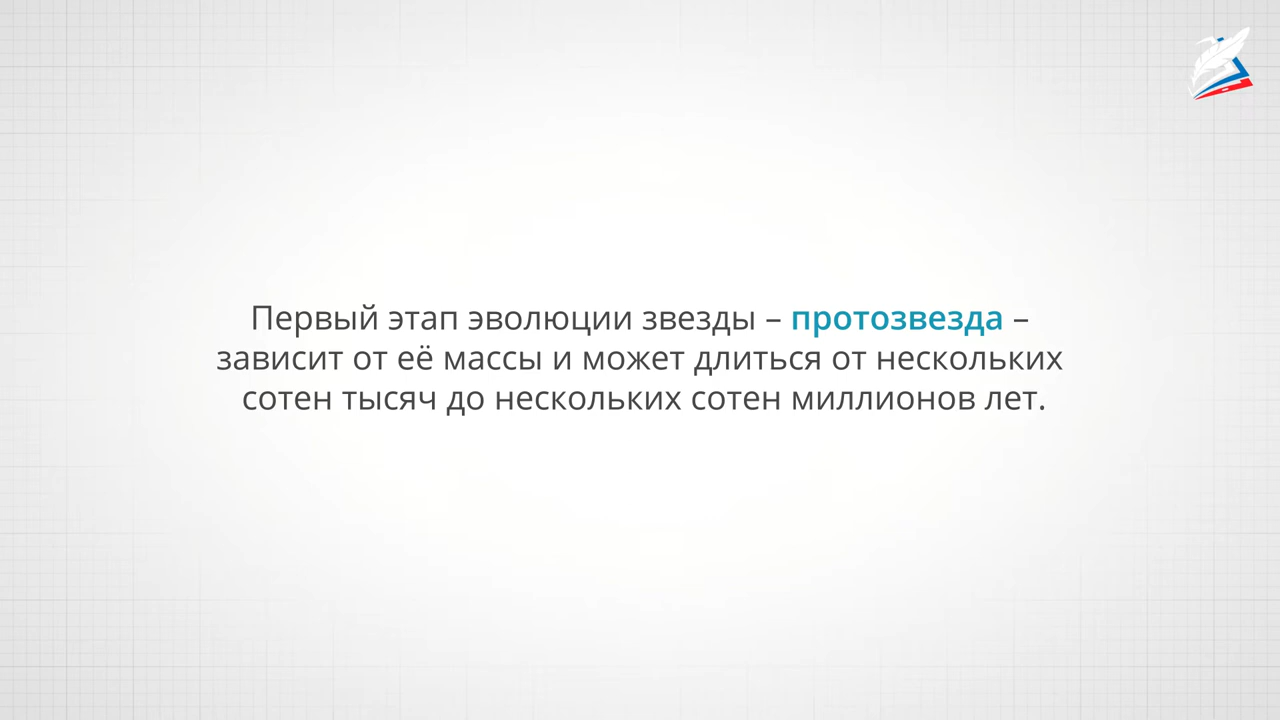 Первый этап эволюции звезды – протозвезда –
зависит от её массы и может длиться от нескольких
сотен тысяч до нескольких сотен миллионов лет.